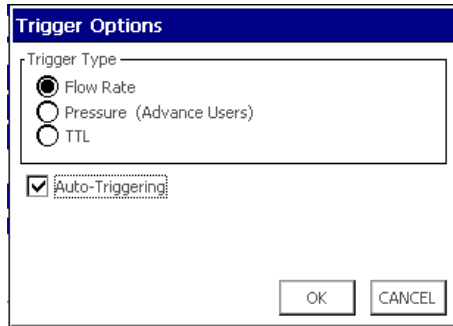 Trigger Options
Trigger Type
Flow Rate
Pressure (Advance Users)
TTL
Auto-Triggering
OK CANCEL